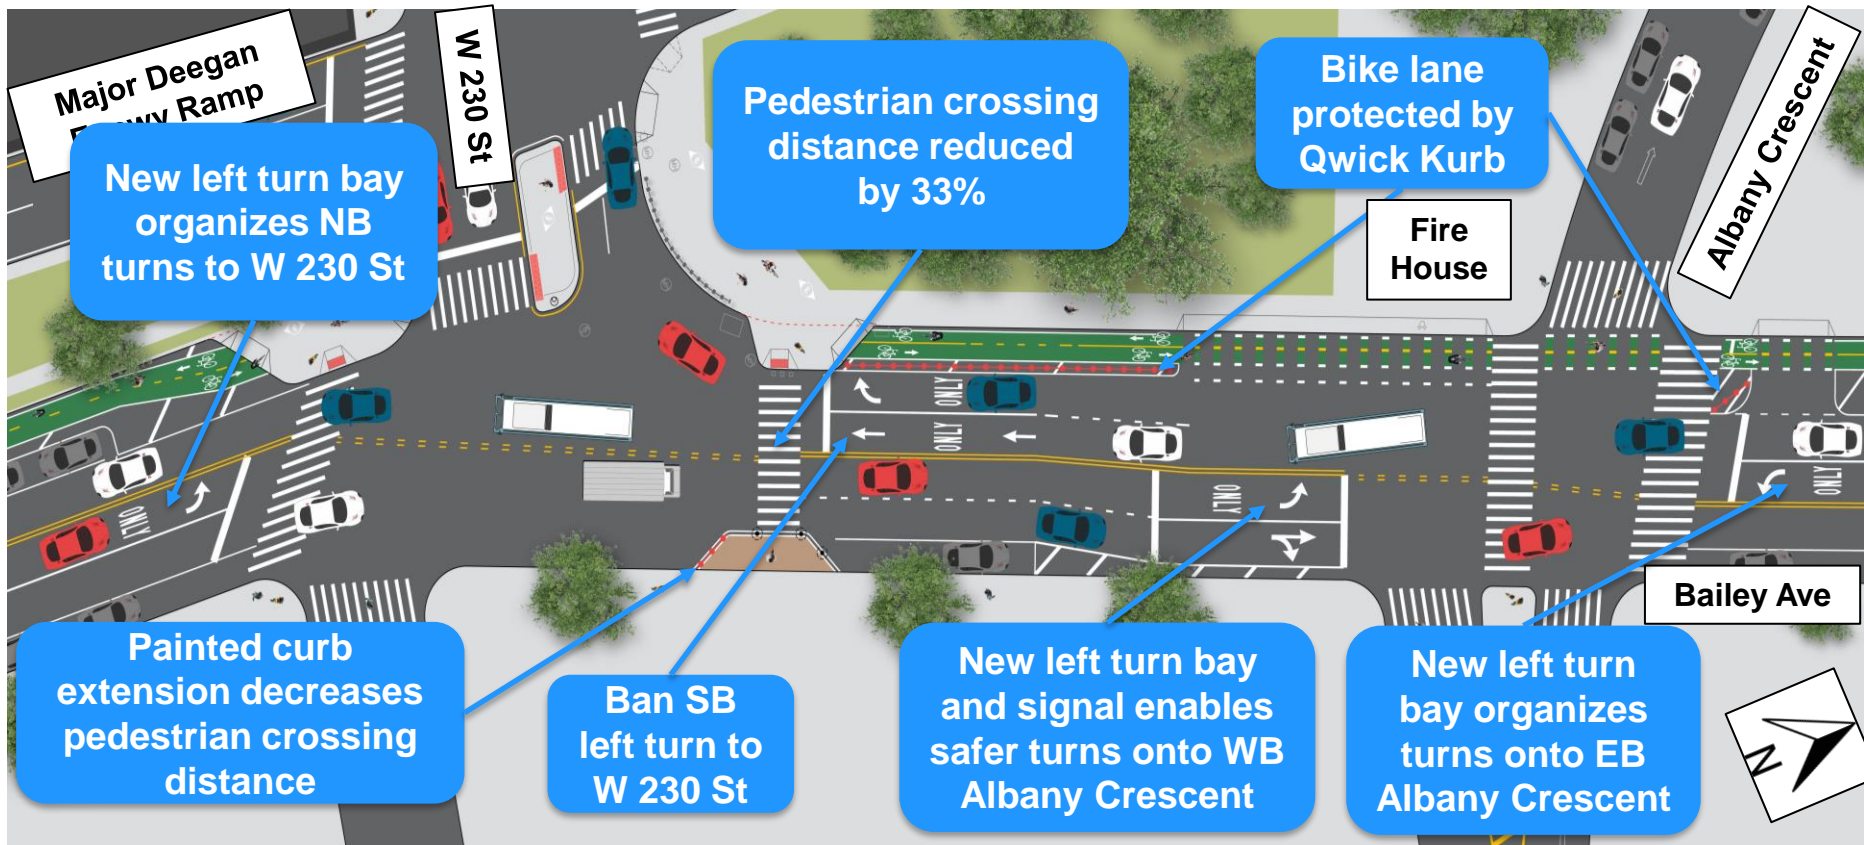 Major Deegan
Ramp
W 230 St
New left turn bay
organizes NB
turns to W 230 St
Pedestrian crossing
distance reduced
by 33%
Bike lane
protected by
Qwick Kurb
Fire
House
Albany Crescent
ONLY
ONLY
ONLY
ONLY
ONLY
Bailey Ave
Painted curb
extension decreases
pedestrian crossing
distance
Ban SB
left turn to
W 230 St
New left turn bay
and signal enables
safer turns onto WB
Albany Crescent
New left turn
bay organizes
turns onto EB
Albany Crescent
N